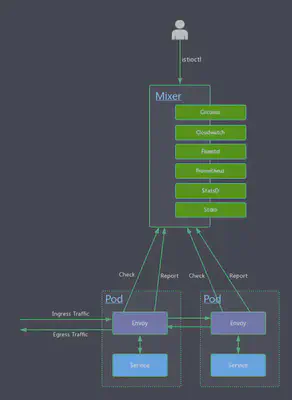 istioctl
Mixer
Circonus
Cloudwatch
Fluentd
Prometheus
StatsD
Stdio
Check
Report
Check
Report
Pod
Pod
Ingress Traffic
Envoy
Envoy
Egress Traffic
Service
Service